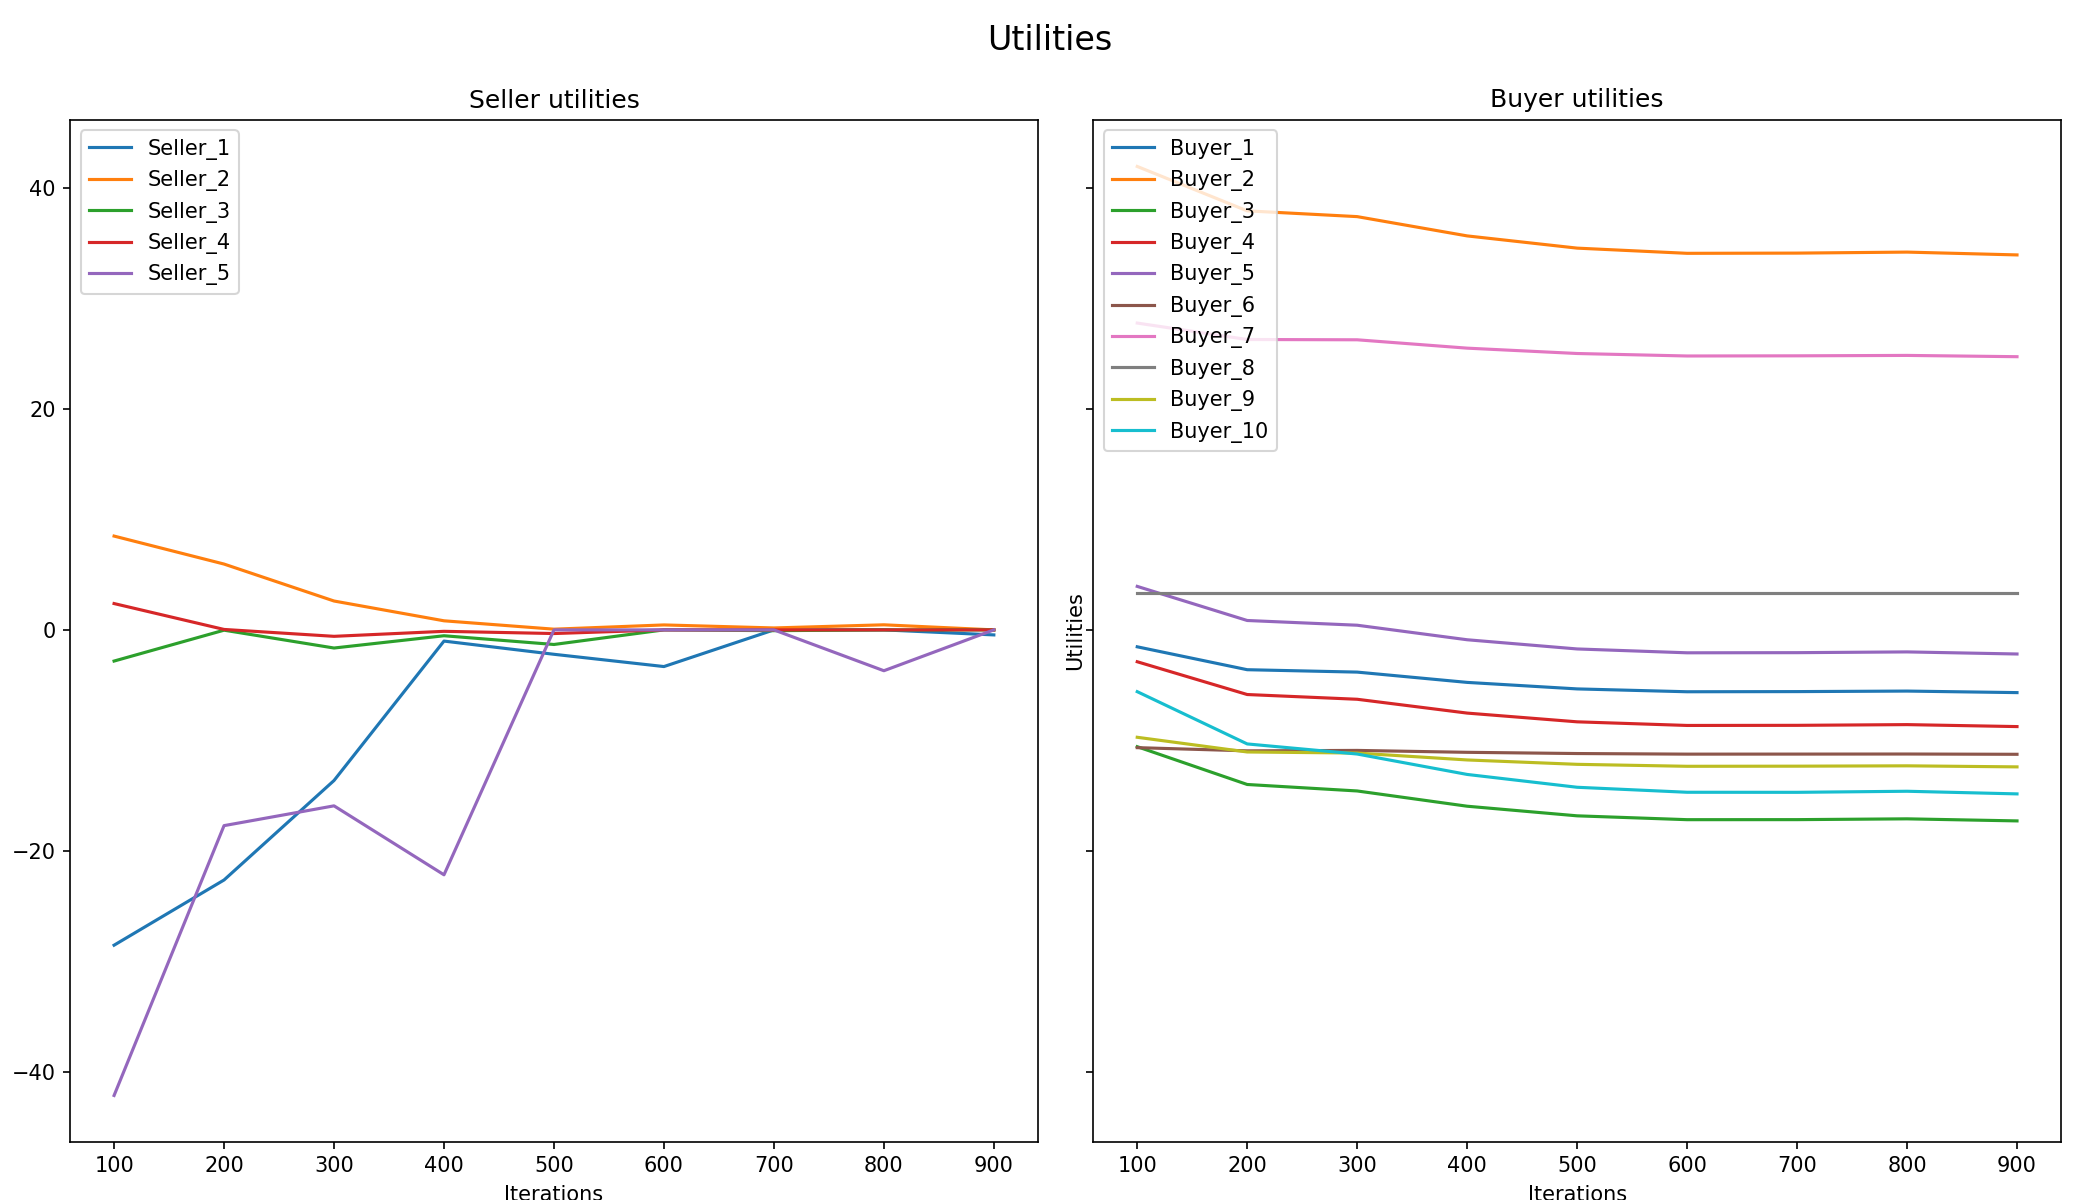 Utilities
Seller utilities
Seller_1
Seller_2
Seller_3
Seller_4
Seller_5
40
20
0
−20
−40
100 200 300 400 500 600 700 800 900
Iterations
Buyer utilities
Buyer_1
Buyer_2
Buyer_3
Buyer_4
Buyer_5
Buyer_6
Buyer_7
Buyer_8
Buyer_9
Buyer_10
Utilities
100 200 300 400 500 600 700 800 900
Iterations